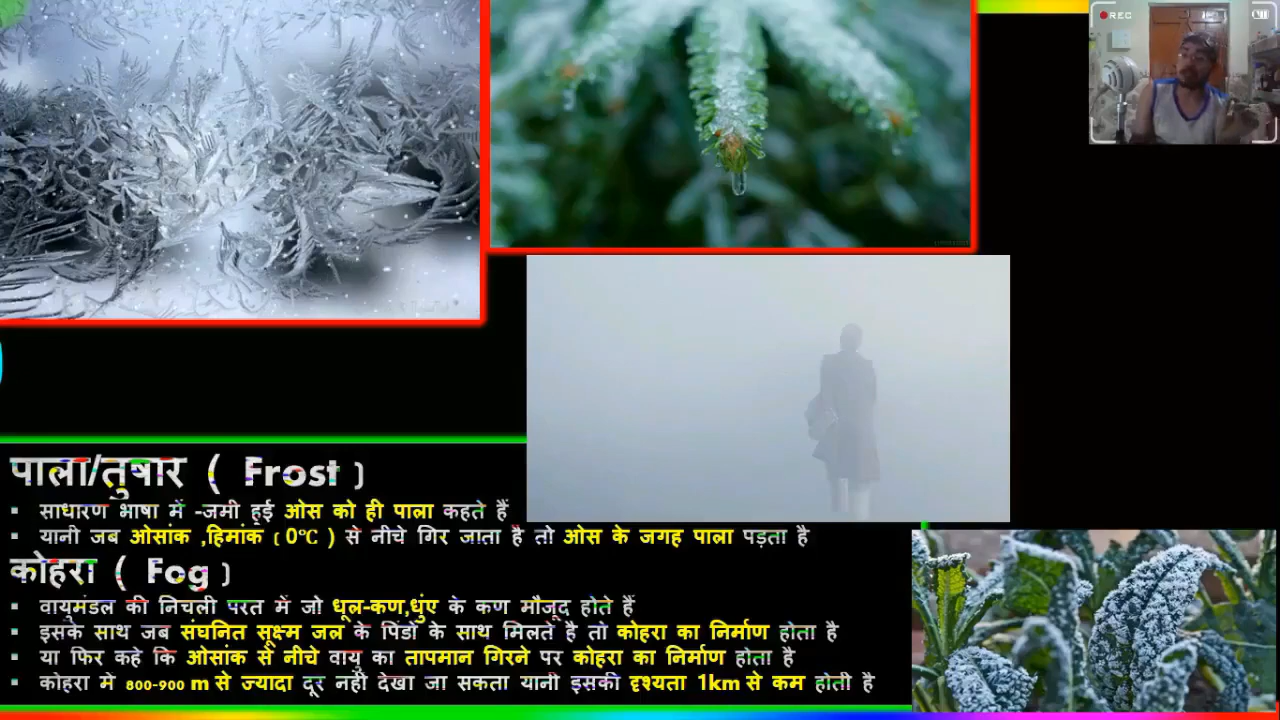 REC
पाला/तुषार ( Frost )
▪ साधारण भाषा में -जमी हुई ओस को ही पाला कहते हैं
▪ यानी जब ओसांक ,हिमांक ( 0°C ) से नीचे गिर जाता है तो ओस के जगह पाला पड़ता है
कोहरा ( Fog )
▪ वायुमंडल की निचली परत में जो धूल-कण,धुंए के कण मौजूद होते हैं
▪ इसके साथ जब संघनित सूक्ष्म जल के पिंडों के साथ मिलते है तो कोहरा का निर्माण होता है
▪ या फिर कहे कि ओसांक से नीचे वायु का तापमान गिरने पर कोहरा का निर्माण होता है
▪ कोहरा मे 800-900 m से ज्यादा दूर नही देखा जा सकता यानी इसकी दृश्यता 1km से कम होती है